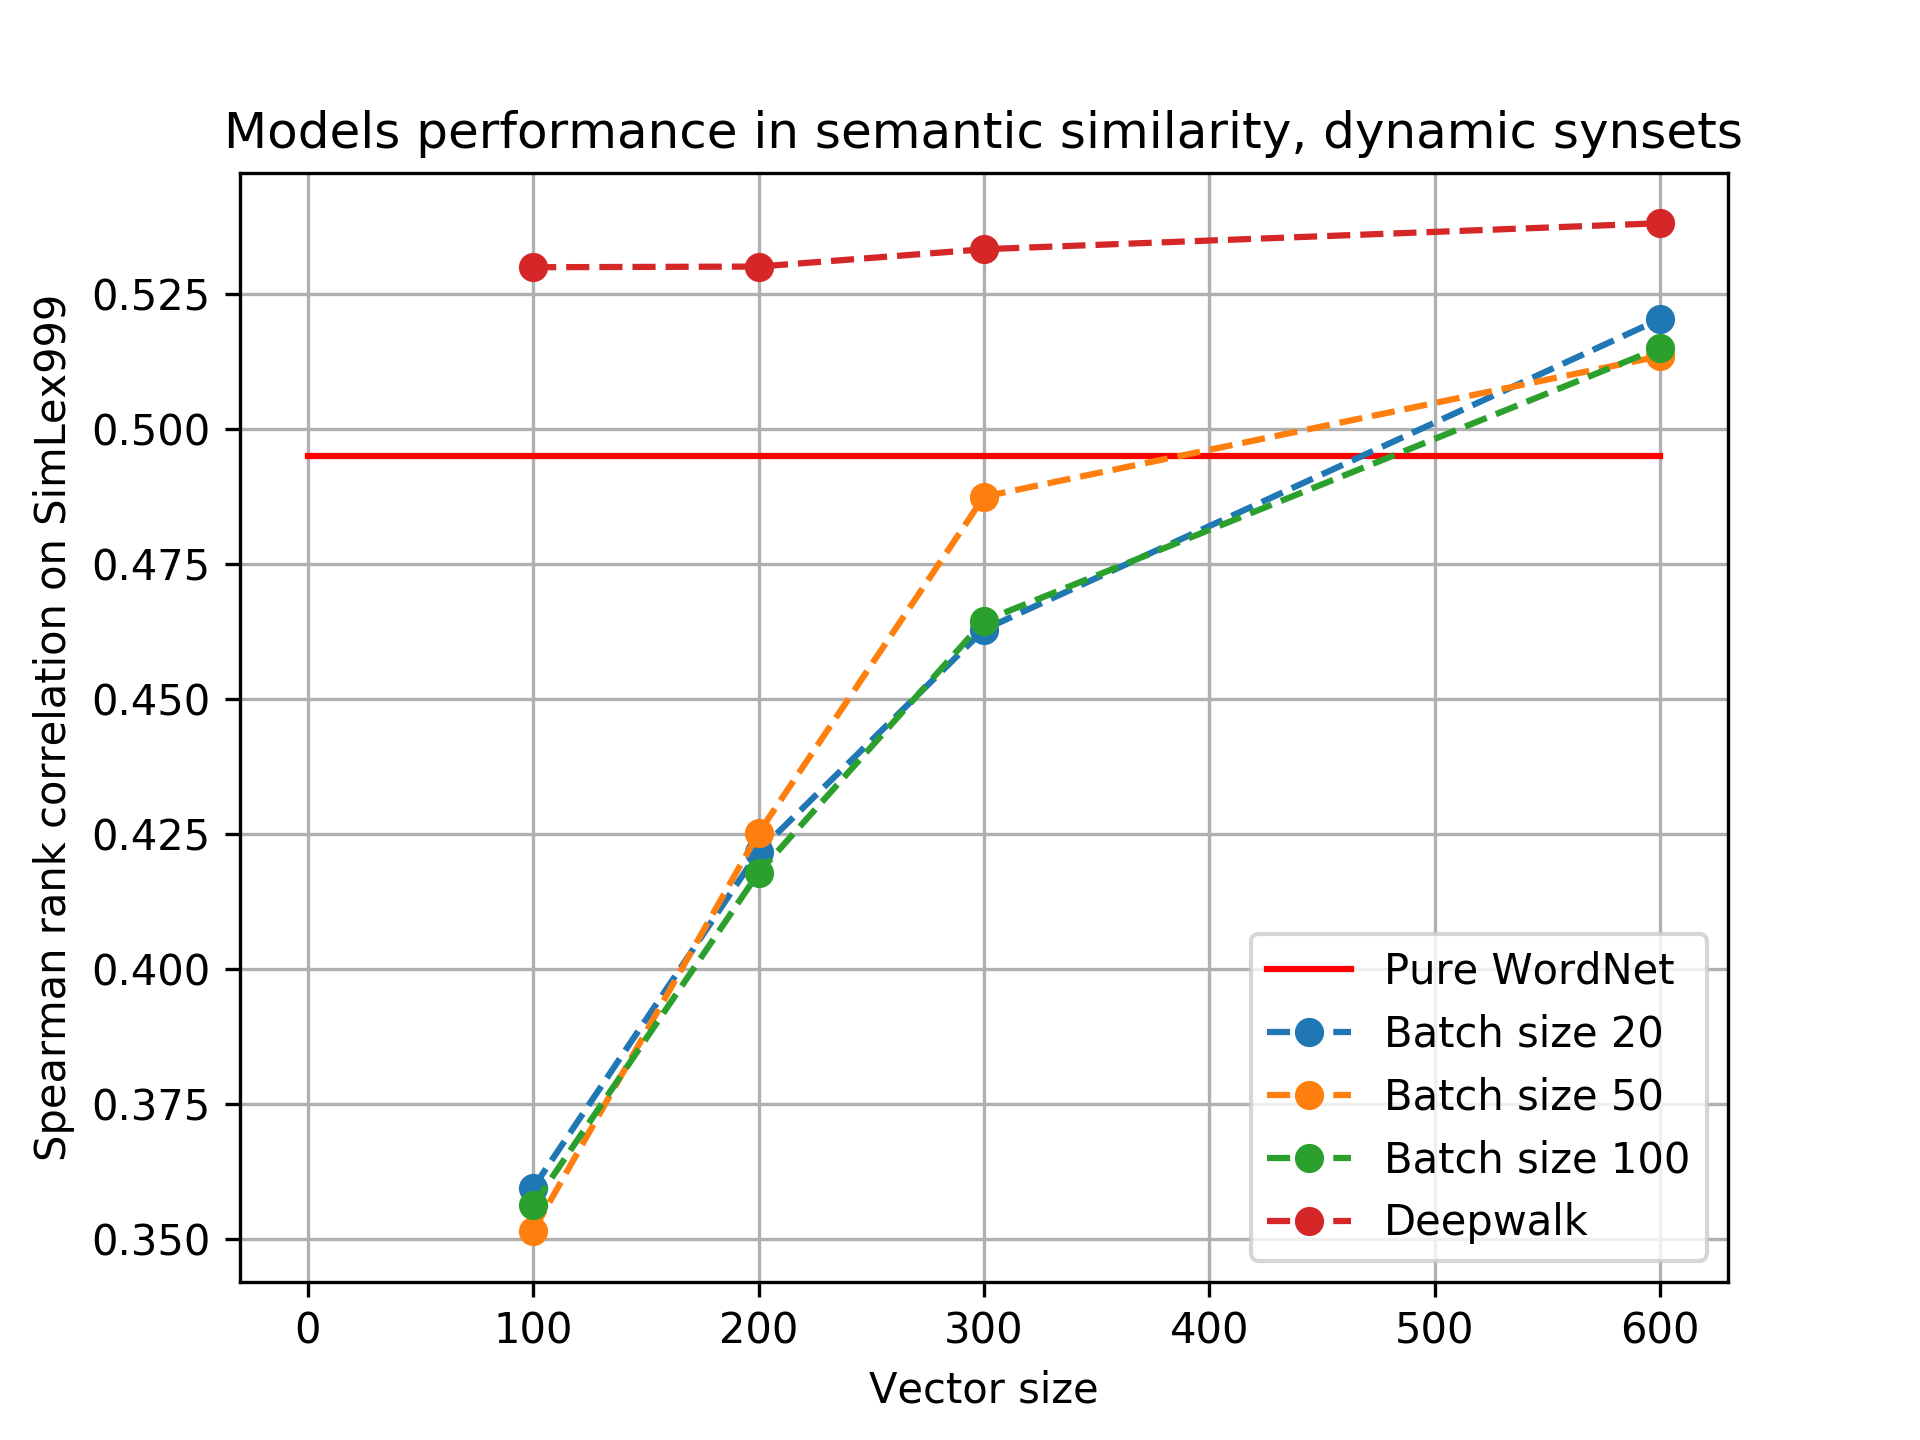 Models performance in semantic similarity, dynamic synsets
Spearman rank correlation on SimLex999
0.525
0.500
0.475
0.450
0.425
0.400
0.375
0.350
Pure WordNet
Batch size 20
Batch size 50
Batch size 100
Deepwalk
0 100 200 300 400 500 600
Vector size